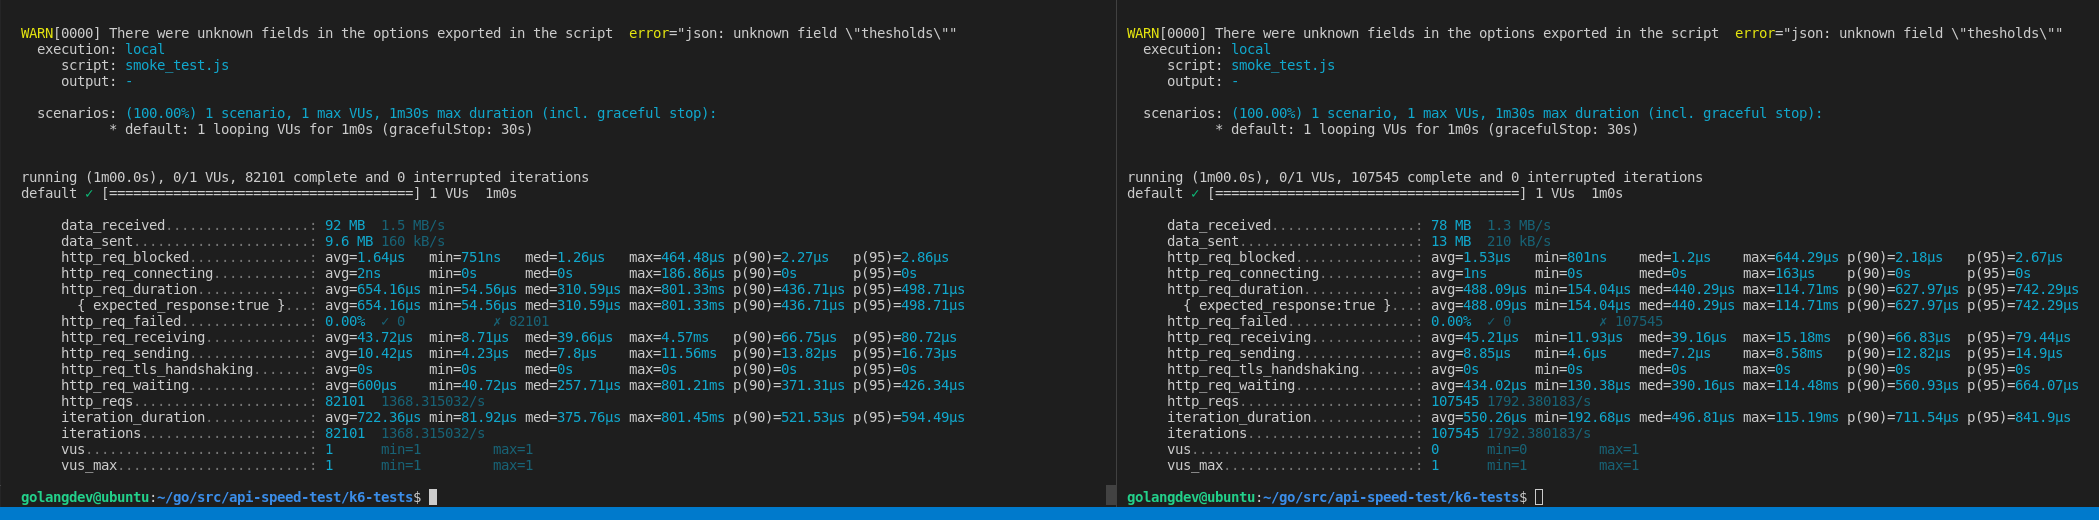 WARN[0000] There were unknown fields in the options exported in the script  error="json: unknown field \"thesholds\""
  execution: local
     script: smoke_test.js
     output: -
  scenarios: (100.00%) 1 scenario, 1 max VUs, 1m30s max duration (incl. graceful stop):
           * default: 1 looping VUs for 1m0s (gracefulStop: 30s)
running (1m00.0s), 0/1 VUs, 82101 complete and 0 interrupted iterations
default ✓ [======================================] 1 VUs  1m0s
     data_received..................: 92 MB  1.5 MB/s
     data_sent......................: 9.6 MB 160 kB/s
     http_req_blocked...............: avg=1.64µs   min=751ns   med=1.26µs   max=464.48µs p(90)=2.27µs   p(95)=2.86µs
     http_req_connecting............: avg=2ns      min=0s      med=0s       max=186.86µs p(90)=0s       p(95)=0s
     http_req_duration..............: avg=654.16µs min=54.56µs med=310.59µs max=801.33ms p(90)=436.71µs p(95)=498.71µs
       { expected_response:true }...: avg=654.16µs min=54.56µs med=310.59µs max=801.33ms p(90)=436.71µs p(95)=498.71µs
     http_req_failed................: 0.00%  ✓ 0           ✗ 82101
     http_req_receiving.............: avg=43.72µs  min=8.71µs  med=39.66µs  max=4.57ms   p(90)=66.75µs  p(95)=80.72µs
     http_req_sending...............: avg=10.42µs  min=4.23µs  med=7.8µs    max=11.56ms  p(90)=13.82µs  p(95)=16.73µs
     http_req_tls_handshaking.......: avg=0s       min=0s      med=0s       max=0s       p(90)=0s       p(95)=0s
     http_req_waiting...............: avg=600µs    min=40.72µs med=257.71µs max=801.21ms p(90)=371.31µs p(95)=426.34µs
     http_reqs......................: 82101  1368.315032/s
     iteration_duration.............: avg=722.36µs min=81.92µs med=375.76µs max=801.45ms p(90)=521.53µs p(95)=594.49µs
     iterations.....................: 82101  1368.315032/s
     vus............................: 1      min=1         max=1
     vus_max........................: 1      min=1         max=1
golangdev@ubuntu:~/go/src/api-speed-test/k6-tests$
WARN[0000] There were unknown fields in the options exported in the script  error="json: unknown field \"thesholds\""
  execution: local
     script: smoke_test.js
     output: -
  scenarios: (100.00%) 1 scenario, 1 max VUs, 1m30s max duration (incl. graceful stop):
           * default: 1 looping VUs for 1m0s (gracefulStop: 30s)
running (1m00.0s), 0/1 VUs, 107545 complete and 0 interrupted iterations
default ✓ [======================================] 1 VUs  1m0s
     data_received..................: 78 MB  1.3 MB/s
     data_sent......................: 13 MB  210 kB/s
     http_req_blocked...............: avg=1.53µs   min=801ns    med=1.2µs    max=644.29µs p(90)=2.18µs   p(95)=2.67µs
     http_req_connecting............: avg=1ns      min=0s       med=0s       max=163µs    p(90)=0s       p(95)=0s
     http_req_duration..............: avg=488.09µs min=154.04µs med=440.29µs max=114.71ms p(90)=627.97µs p(95)=742.29µs
       { expected_response:true }...: avg=488.09µs min=154.04µs med=440.29µs max=114.71ms p(90)=627.97µs p(95)=742.29µs
     http_req_failed................: 0.00%  ✓ 0           ✗ 107545
     http_req_receiving.............: avg=45.21µs  min=11.93µs  med=39.16µs  max=15.18ms  p(90)=66.83µs  p(95)=79.44µs
     http_req_sending...............: avg=8.85µs   min=4.6µs    med=7.2µs    max=8.58ms   p(90)=12.82µs  p(95)=14.9µs
     http_req_tls_handshaking.......: avg=0s       min=0s       med=0s       max=0s       p(90)=0s       p(95)=0s
     http_req_waiting...............: avg=434.02µs min=130.38µs med=390.16µs max=114.48ms p(90)=560.93µs p(95)=664.07µs
     http_reqs......................: 107545 1792.380183/s
     iteration_duration.............: avg=550.26µs min=192.68µs med=496.81µs max=115.19ms p(90)=711.54µs p(95)=841.9µs
     iterations.....................: 107545 1792.380183/s
     vus............................: 0      min=0         max=1
     vus_max........................: 1      min=1         max=1
golangdev@ubuntu:~/go/src/api-speed-test/k6-tests$